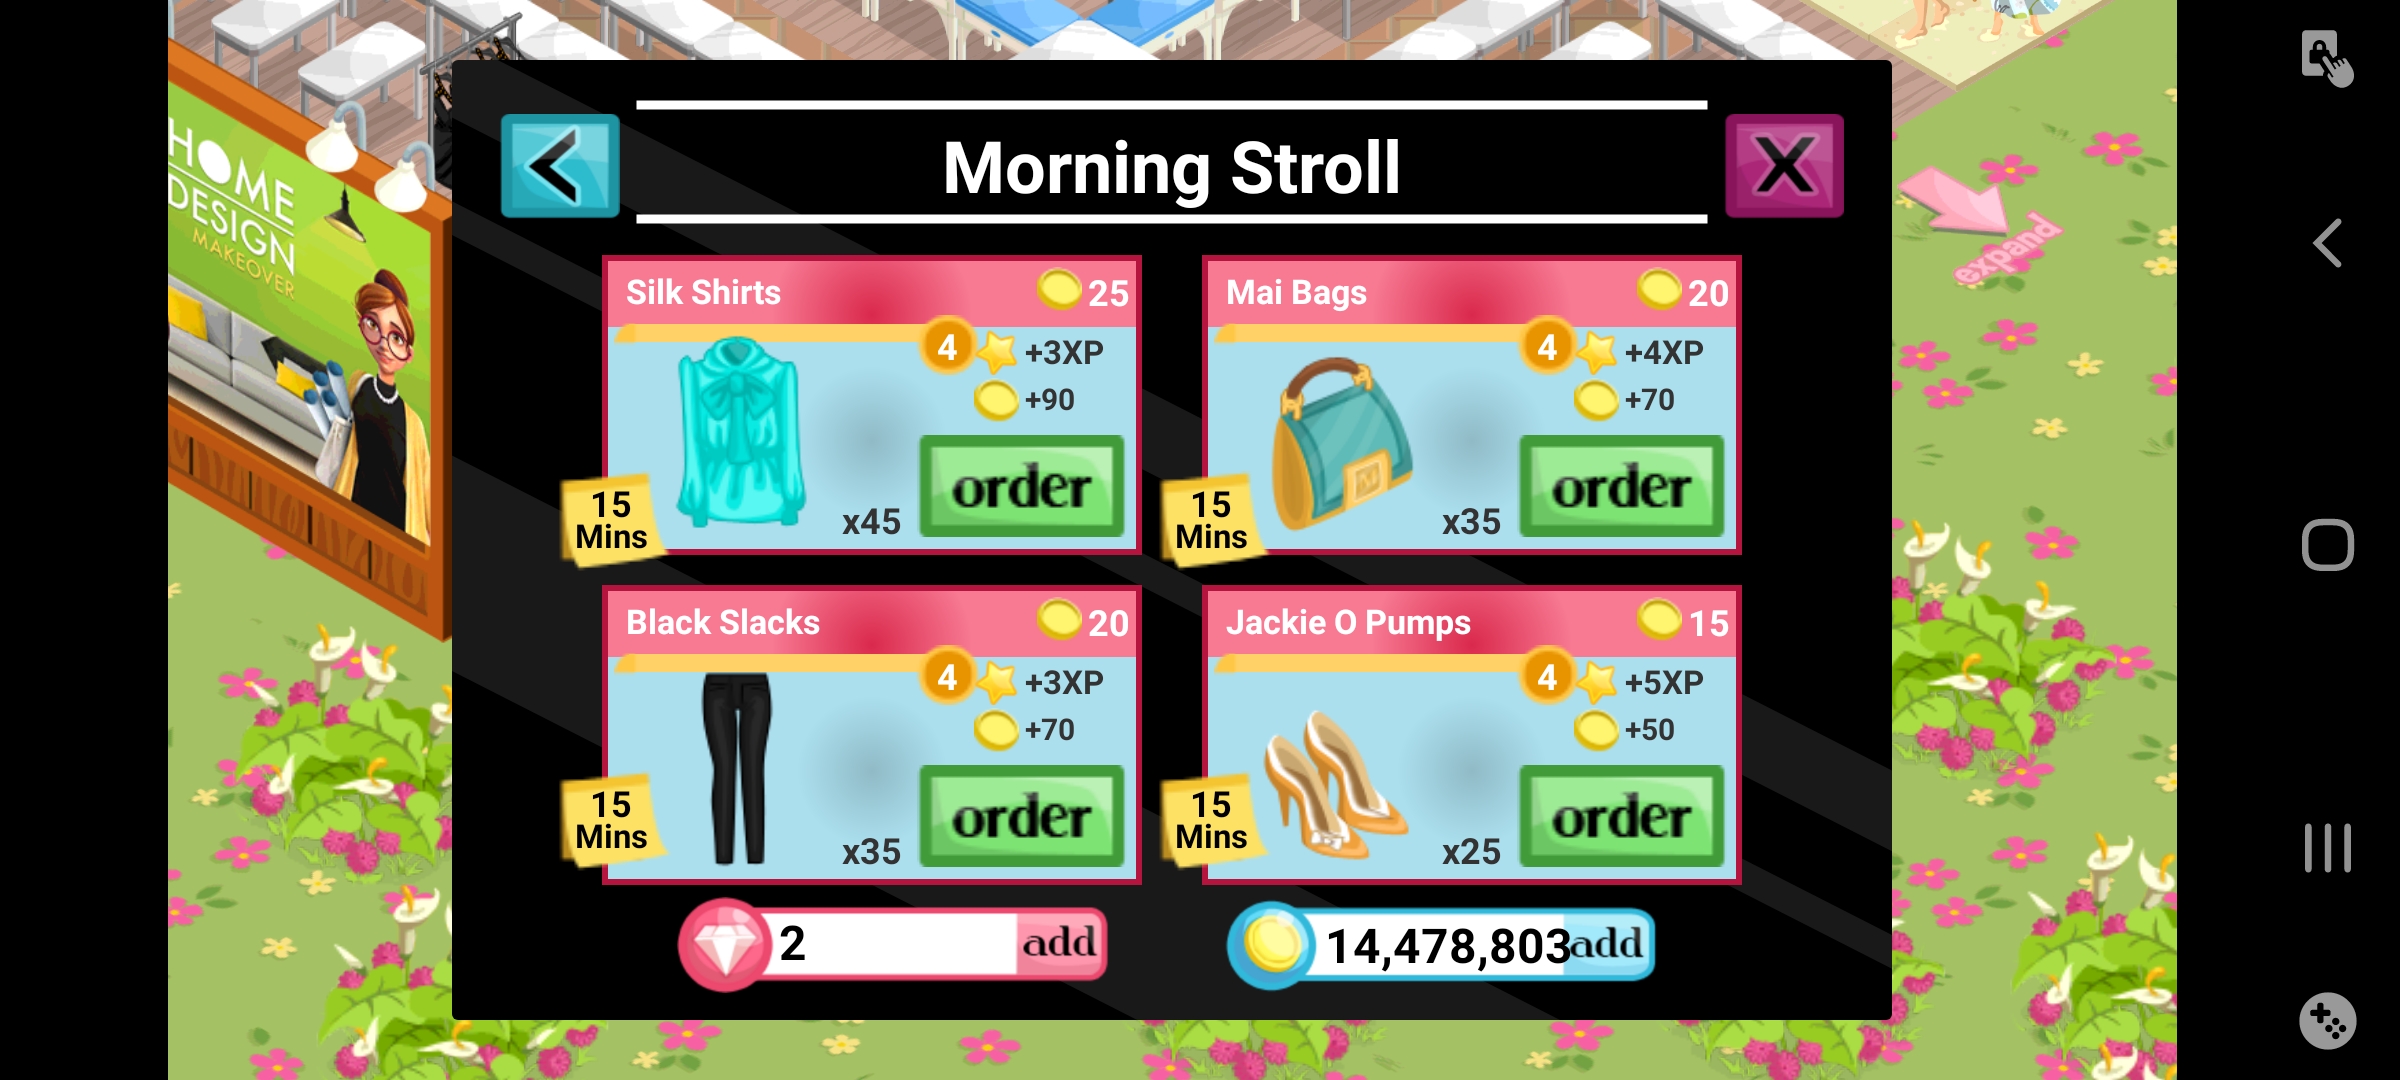 HOME
DESIGN
MAKEOVER
Morning Stroll
X
expand
Silk Shirts
25
4
+3XP
+90
15
Mins
x45
order
Mai Bags
20
4
+4XP
+70
M
15
Mins
x35
order
Black Slacks
20
4
+3XP
+70
15
Mins
x35
order
Jackie O Pumps
15
4
+5XP
+50
15
Mins
x25
order
2
add
14,478,803
add